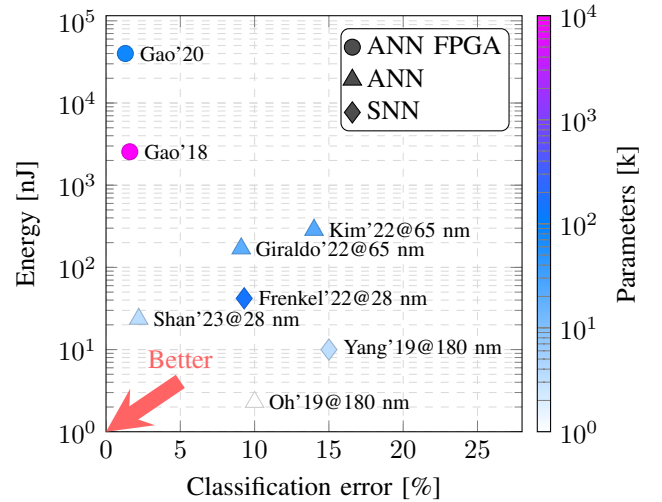 10^5
10^4
10^3
10^2
10^1
10^0
Energy [nJ]
ANN FPGA
ANN
SNN
Gao’20
Gao’18
Kim’22@65 nm
Giraldo’22@65 nm
Frenkel’22@28 nm
Shan’23@28 nm
Yang’19@180 nm
Oh’19@180 nm
Better
0 5 10 15 20 25
Classification error [%]
10^4
10^3
10^2
10^1
10^0
Parameters [k]